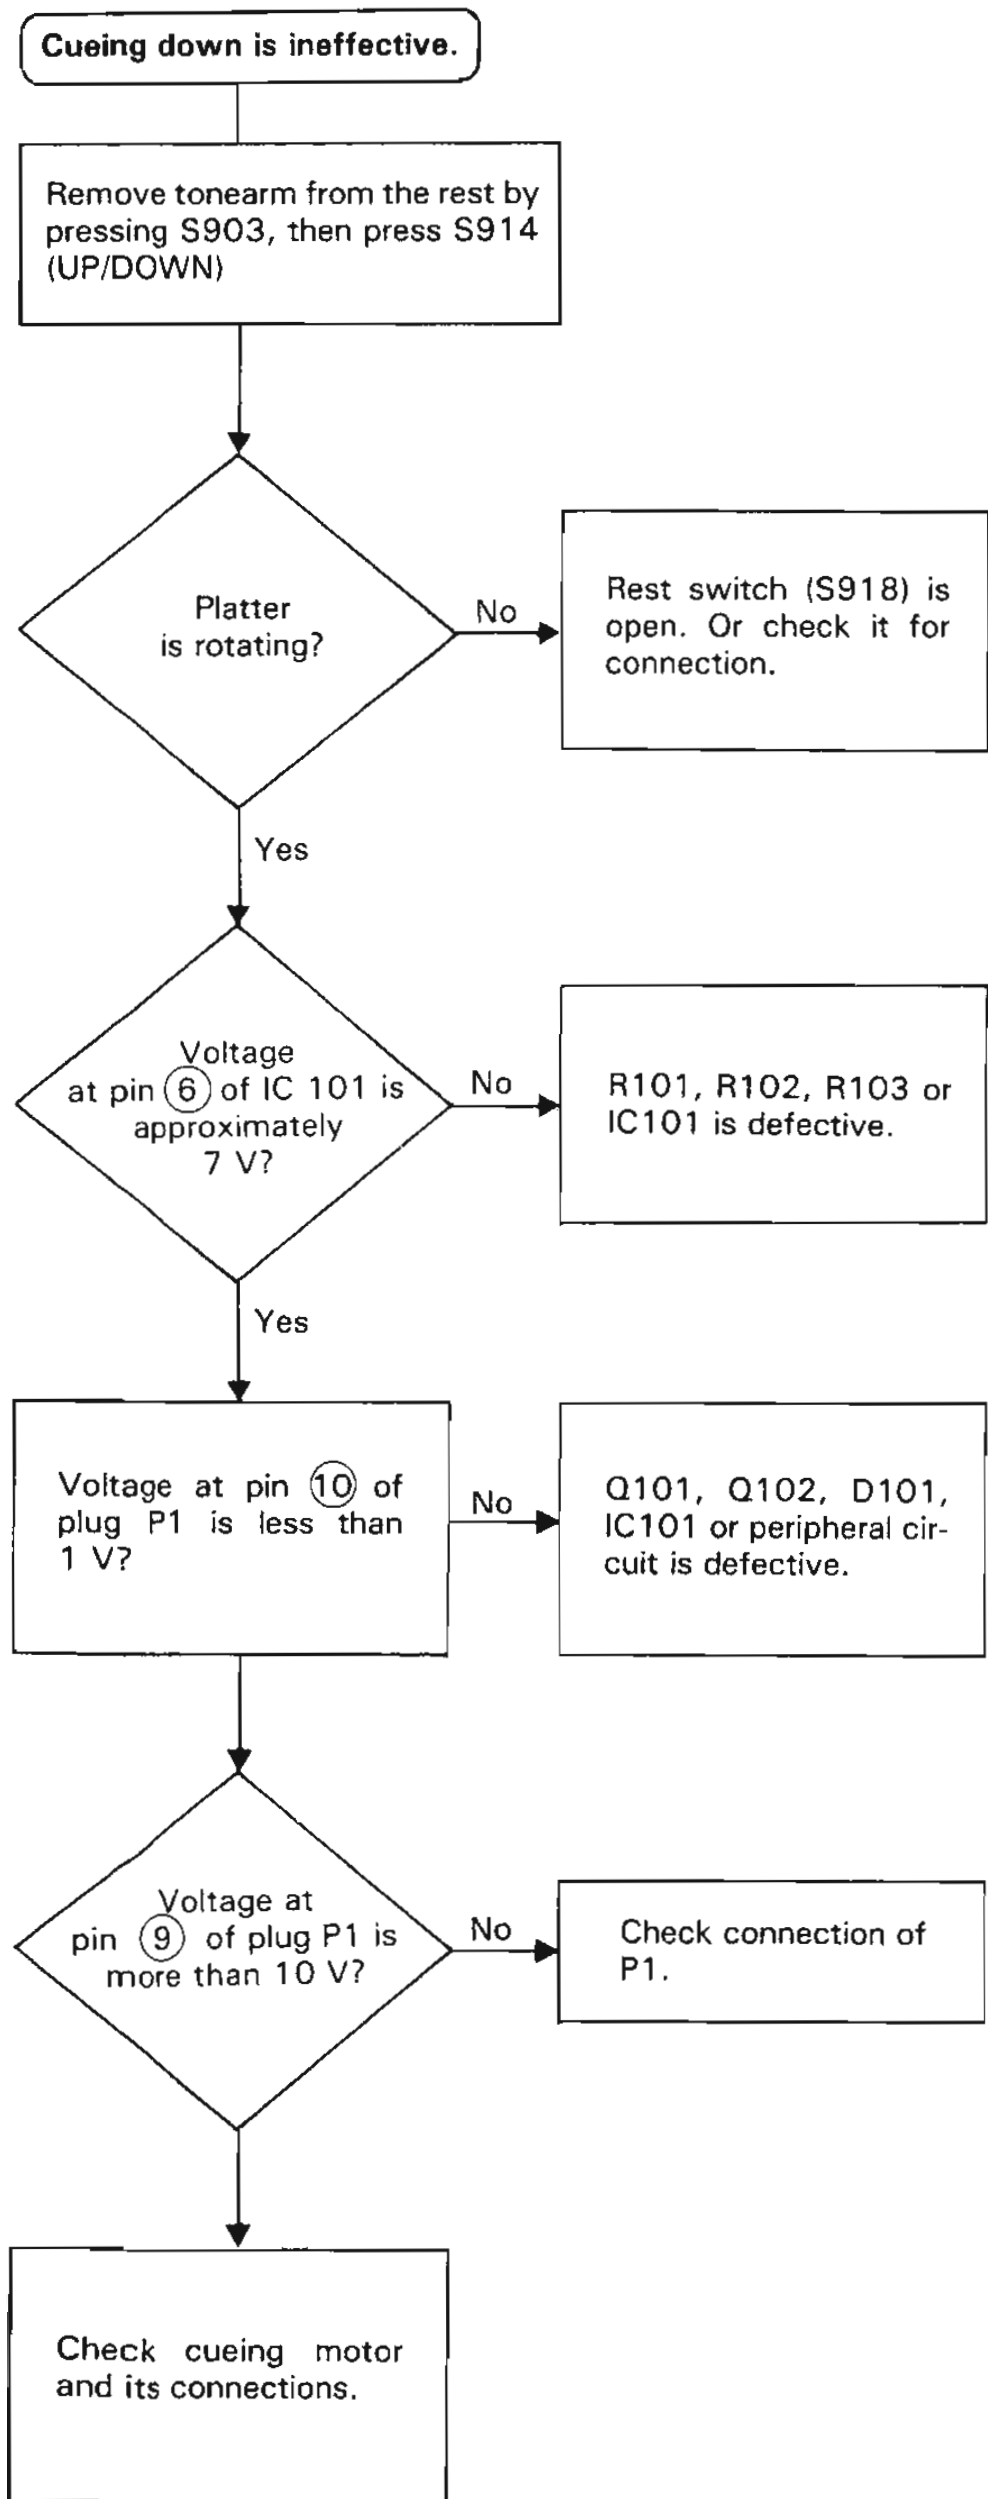 Cueing down is ineffective.
Remove tonearm from the rest by
pressing S903, then press S914
(UP/DOWN)
Platter
is rotating?
No
Rest switch (S918) is
open. Or check it for
connection.
Yes
Voltage
at pin ⑥ of IC 101 is
approximately
7 V?
No
R101, R102, R103 or
IC101 is defective.
Yes
Voltage at pin ⑩ of
plug P1 is less than
1 V?
No
Q101, Q102, D101,
IC101 or peripheral cir-
cuit is defective.
Voltage at
pin ⑨ of plug P1 is
more than 10 V?
No
Check connection of
P1.
Check cueing motor
and its connections.